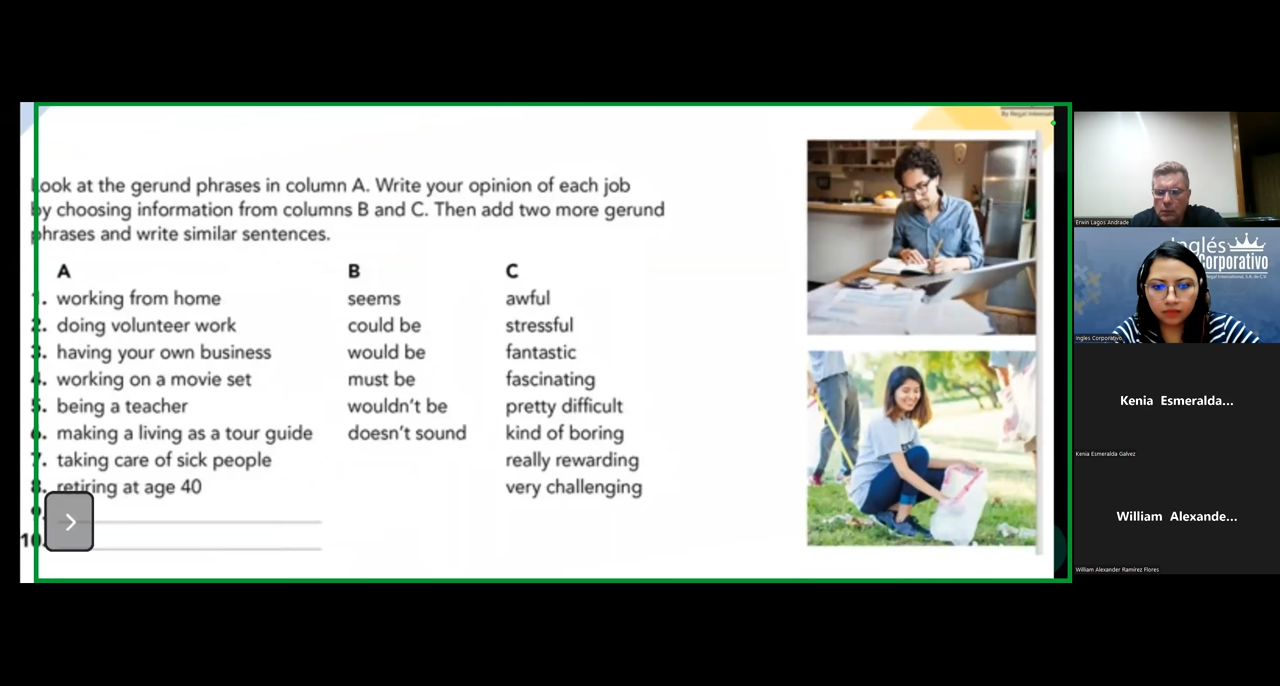 Look at the gerund phrases in column A. Write your opinion of each job
by choosing information from columns B and C. Then add two more gerund
phrases and write similar sentences.
A B C
1. working from home seems awful
2. doing volunteer work could be stressful
3. having your own business would be fantastic
4. working on a movie set must be fascinating
5. being a teacher wouldn't be pretty difficult
6. making a living as a tour guide doesn't sound kind of boring
7. taking care of sick people really rewarding
8. retiring at age 40 very challenging
9.
10.
Erwin Lagos Andrade
Inglés
Corporativo
Ingles Corporativo
Kenia Esmeralda...
Kenia Esmeralda Galvez
William Alexande...
William Alexander Ramírez Flores